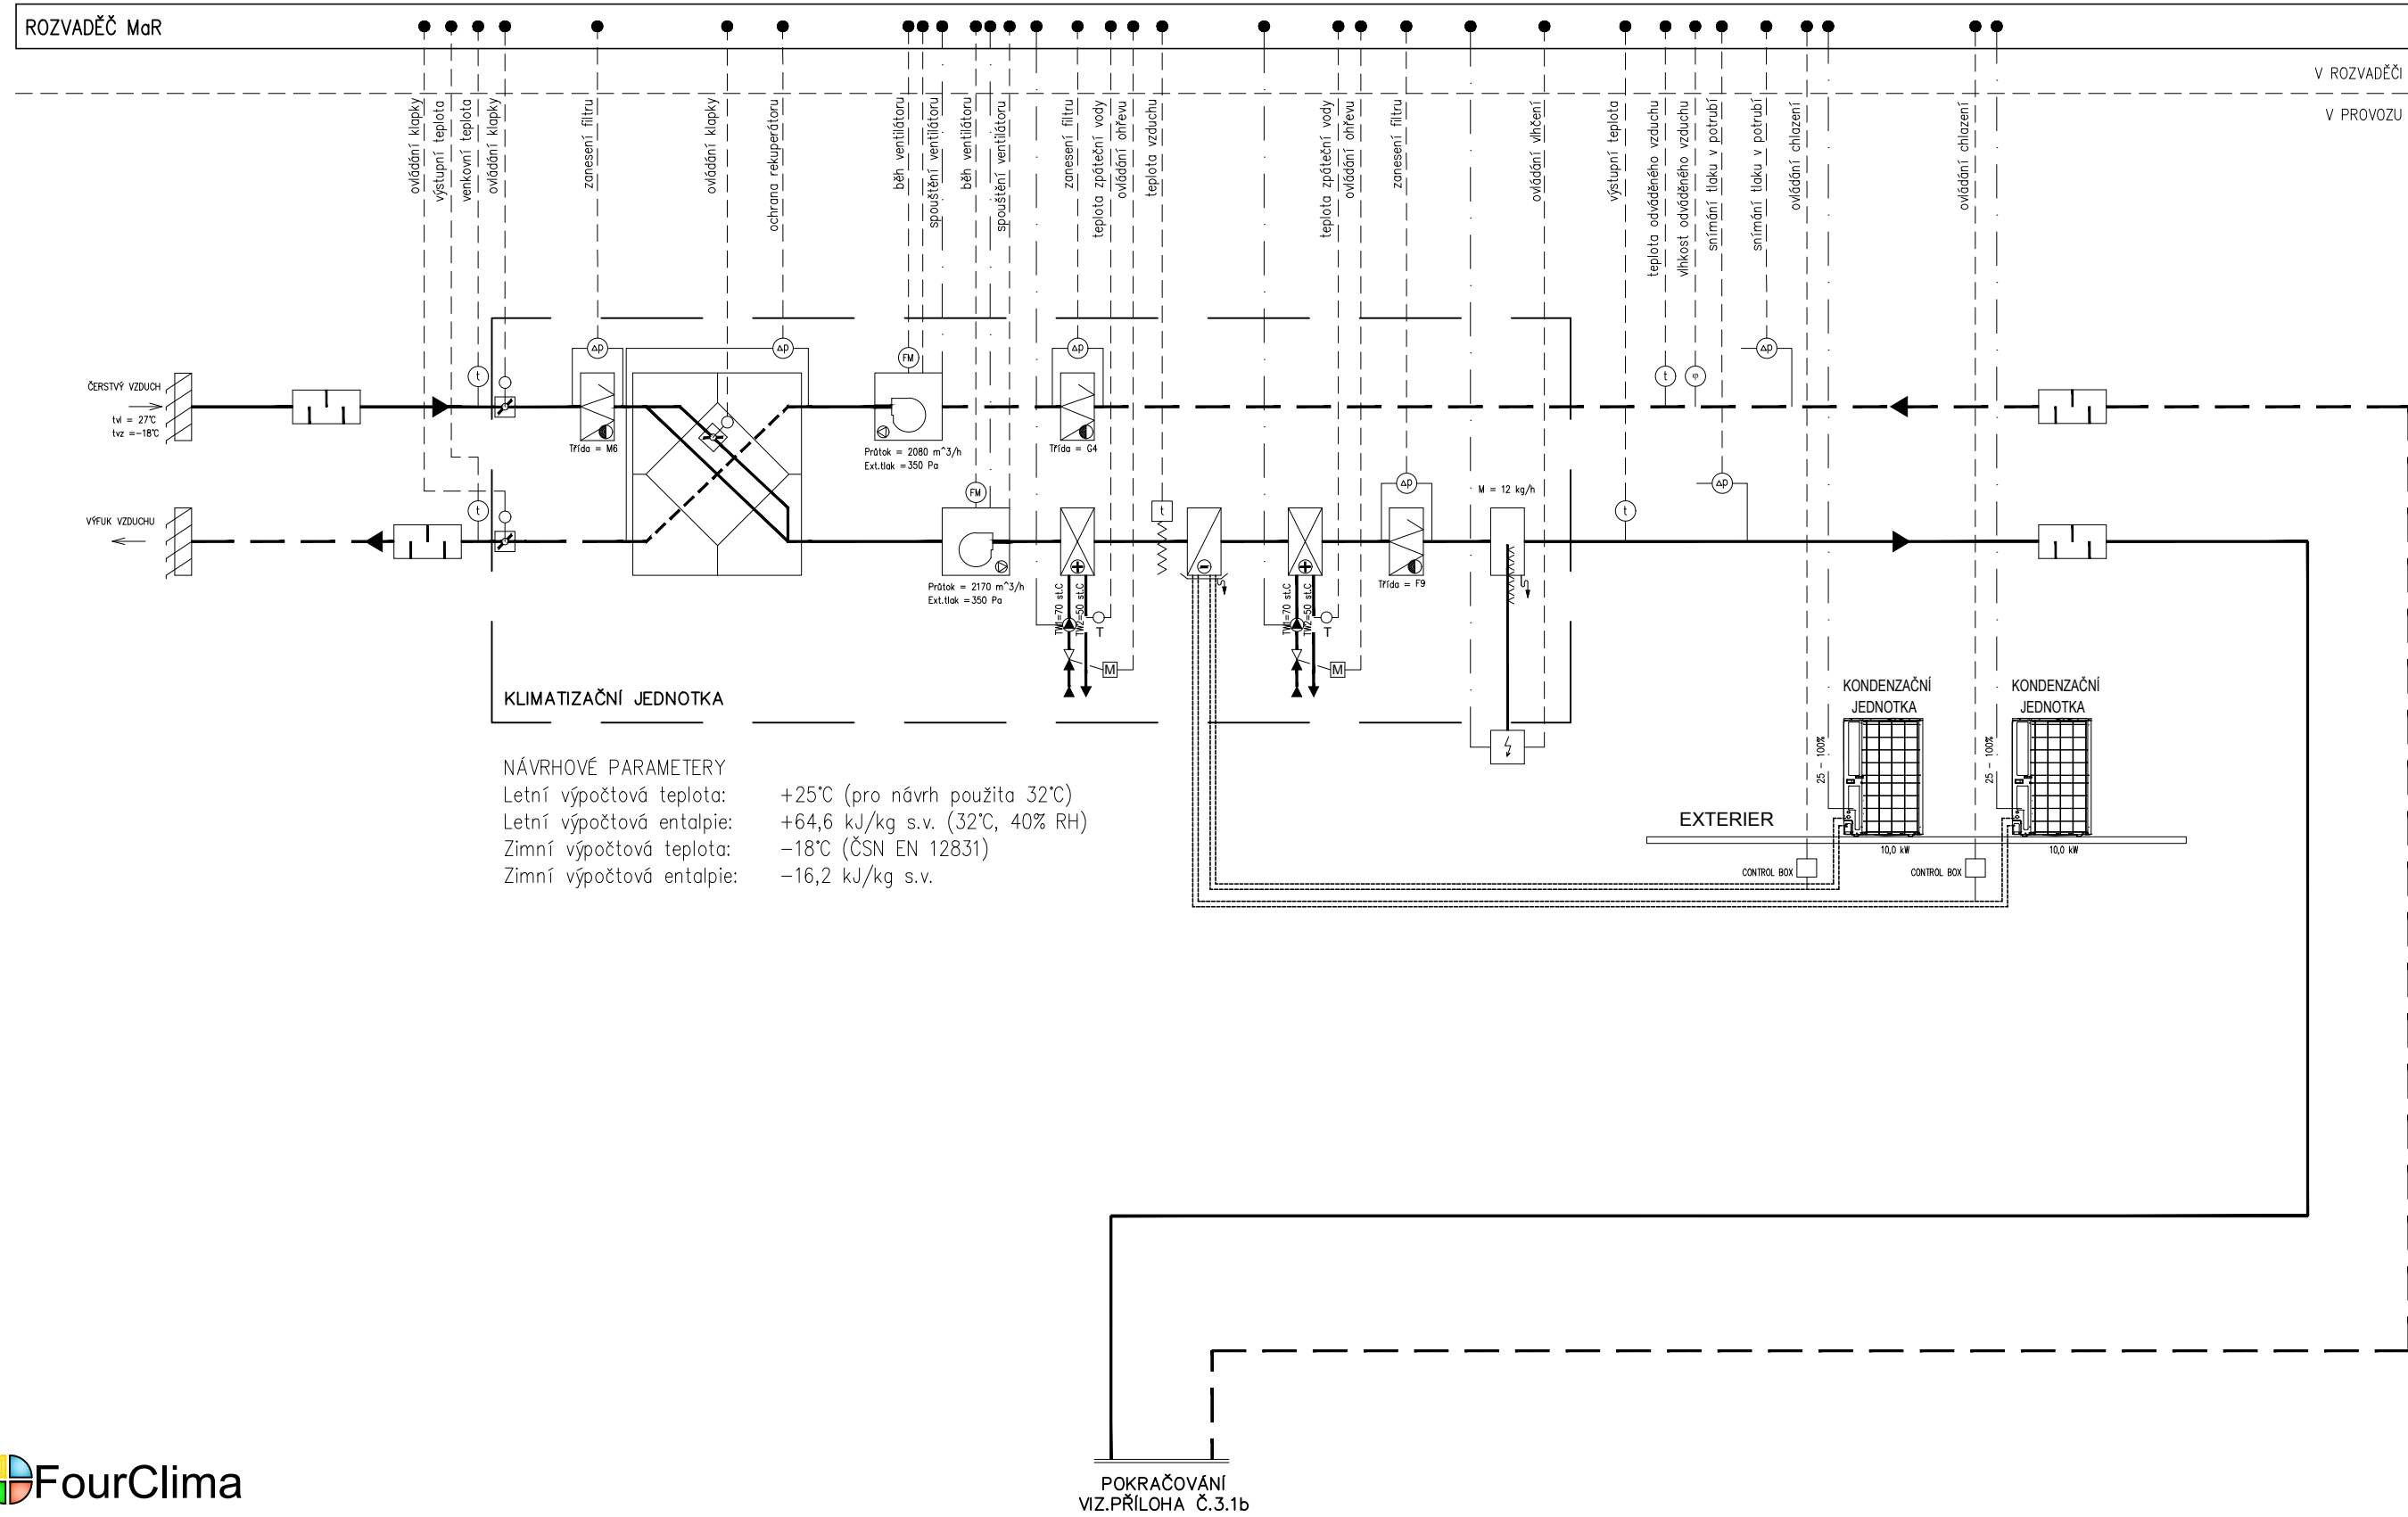 ROZVADĚČ MaR
V ROZVADĚČI
V PROVOZU
ovládání klapky
výstupní teplota
venkovní teplota
ovládání klapky
zanesení filtru
ovládání klapky
ochrana rekuperátoru
běh ventilátoru
spouštění ventilátoru
běh ventilátoru
spouštění ventilátoru
zanesení filtru
teplota zpáteční vody
ovládání ohřevu
teplota vzduchu
teplota zpáteční vody
ovládání ohřevu
zanesení filtru
ovládání vlhčení
výstupní teplota
teplota odváděného vzduchu
vlhkost odváděného vzduchu
snímání tlaku v potrubí
snímání tlaku v potrubí
ovládání chlazení
ovládání chlazení
Δp
Δp
FM
Δp
Δp
t
t
φ
ČERSTVÝ VZDUCH
tvl = 27°C
tvz =-18°C
Třída = M6
Průtok = 2080 m^3/h
Ext.tlak =350 Pa
Třída = G4
FM
Δp
M = 12 kg/h
Δp
VÝFUK VZDUCHU
t
t
t
Průtok = 2170 m^3/h
Ext.tlak =350 Pa
Třída = F9
TW1=70 st.C
TW2=50 st.C
T
M
TW1=70 st.C
TW2=50 st.C
T
M
KLIMATIZAČNÍ JEDNOTKA
KONDENZAČNÍ
JEDNOTKA
KONDENZAČNÍ
JEDNOTKA
25 - 100%
25 - 100%
NÁVRHOVÉ PARAMETERY
Letní výpočtová teplota: +25°C (pro návrh použita 32°C)
Letní výpočtová entalpie: +64,6 kJ/kg s.v. (32°C, 40% RH)
Zimní výpočtová teplota: -18°C (ČSN EN 12831)
Zimní výpočtová entalpie: -16,2 kJ/kg s.v.
EXTERIER
10,0 kW
10,0 kW
CONTROL BOX
CONTROL BOX
FourClima
POKRAČOVÁNÍ
VIZ.PŘÍLOHA Č.3.1b